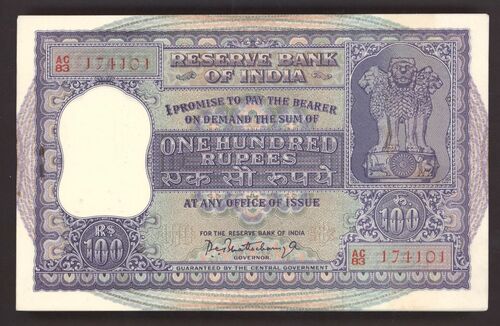 AC
83 174101
RESERVE BANK
OF INDIA
I PROMISE TO PAY THE BEARER
ON DEMAND THE SUM OF
ONE HUNDRED
RUPEES
एक सौ रुपये
AT ANY OFFICE OF ISSUE
FOR THE RESERVE BANK OF INDIA
GOVERNOR.
GUARANTEED BY THE CENTRAL GOVERNMENT
RS
100
100
AC
83 174101